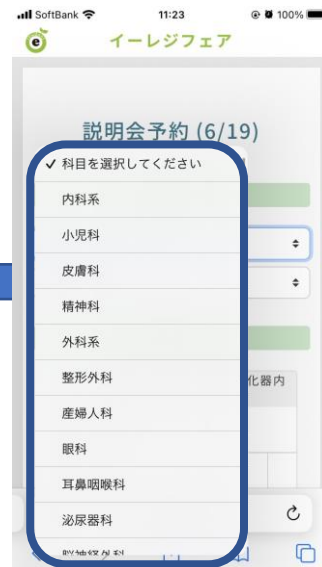 SoftBank 11:23 100%
e イーレジフェア
説明会予約 (6/19)
✓ 科目を選択してください
内科系
小児科
皮膚科
精神科
外科系
整形外科
化器内
産婦人科
眼科
耳鼻咽喉科
泌尿器科